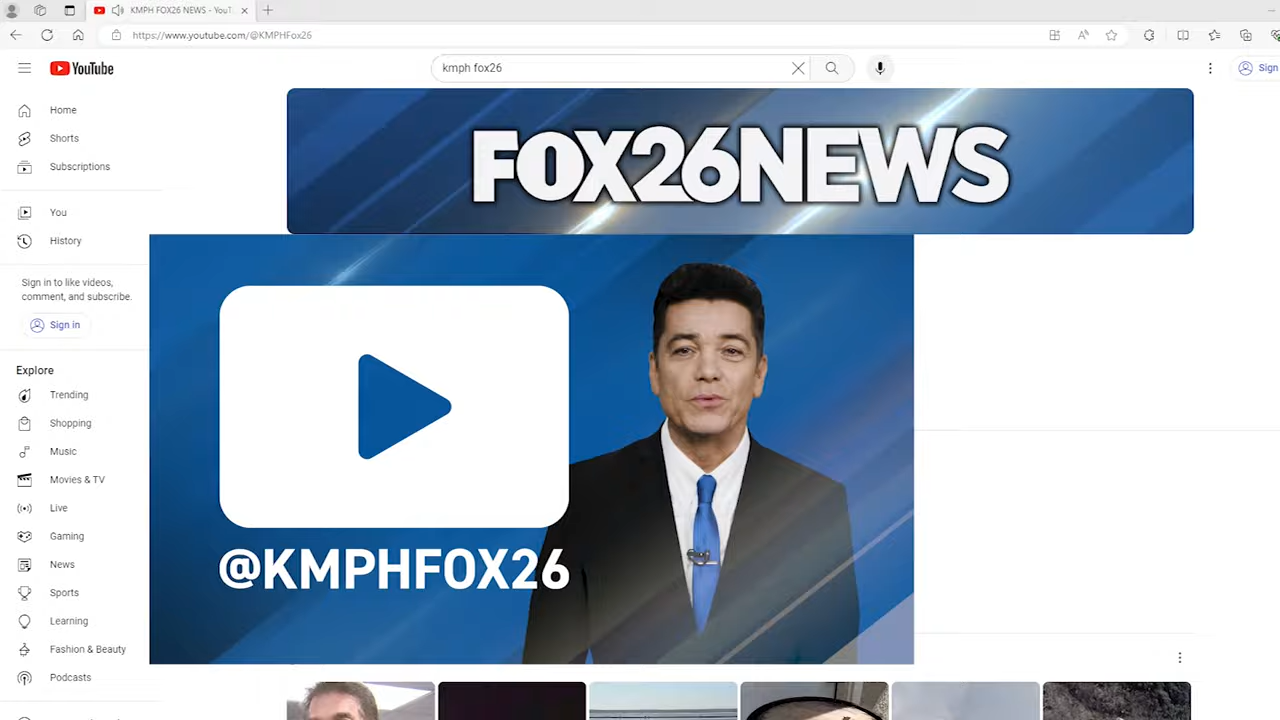 KMPH FOX26 NEWS - YouT
https://www.youtube.com/@KMPHFox26
YouTube
kmph fox26
Sign
Home
Shorts
Subscriptions
You
History
Sign in to like videos,
comment, and subscribe.
Sign in
Explore
Trending
Shopping
Music
Movies & TV
Live
Gaming
News
Sports
Learning
Fashion & Beauty
Podcasts
FOX26NEWS
@KMPHFOX26